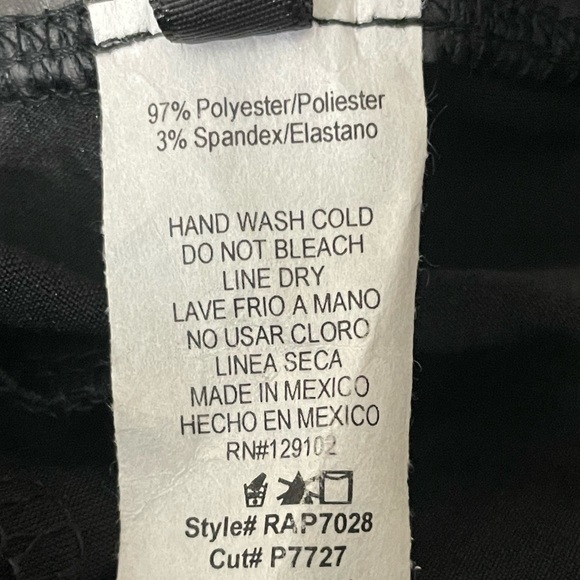 97% Polyester/Poliester
3% Spandex/Elastano
HAND WASH COLD
DO NOT BLEACH
LINE DRY
LAVE FRIO A MANO
NO USAR CLORO
LINEA SECA
MADE IN MEXICO
HECHO EN MEXICO
RN#129102
Style# RAP7028
Cut# P7727